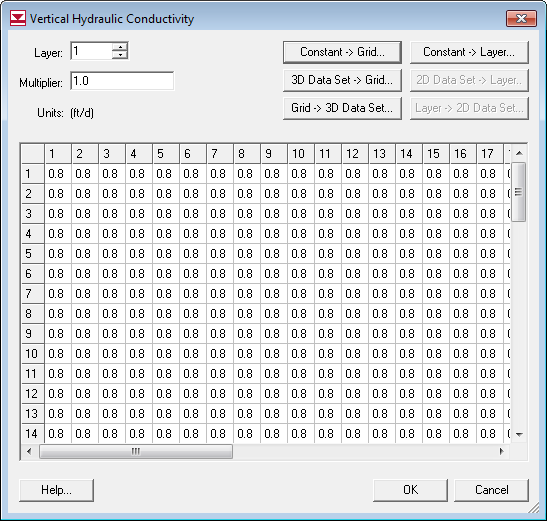 Vertical Hydraulic Conductivity
Layer: 1 Constant -> Grid... Constant -> Layer...
Multiplier: 1.0 3D Data Set -> Grid... 2D Data Set -> Layer..
Units: (ft/d) Grid -> 3D Data Set... Layer -> 2D Data Set...
1 2 3 4 5 6 7 8 9 10 11 12 13 14 15 16 17
1 0.8 0.8 0.8 0.8 0.8 0.8 0.8 0.8 0.8 0.8 0.8 0.8 0.8 0.8 0.8 0.8 0.8
2 0.8 0.8 0.8 0.8 0.8 0.8 0.8 0.8 0.8 0.8 0.8 0.8 0.8 0.8 0.8 0.8 0.8
3 0.8 0.8 0.8 0.8 0.8 0.8 0.8 0.8 0.8 0.8 0.8 0.8 0.8 0.8 0.8 0.8 0.8
4 0.8 0.8 0.8 0.8 0.8 0.8 0.8 0.8 0.8 0.8 0.8 0.8 0.8 0.8 0.8 0.8 0.8
5 0.8 0.8 0.8 0.8 0.8 0.8 0.8 0.8 0.8 0.8 0.8 0.8 0.8 0.8 0.8 0.8 0.8
6 0.8 0.8 0.8 0.8 0.8 0.8 0.8 0.8 0.8 0.8 0.8 0.8 0.8 0.8 0.8 0.8 0.8
7 0.8 0.8 0.8 0.8 0.8 0.8 0.8 0.8 0.8 0.8 0.8 0.8 0.8 0.8 0.8 0.8 0.8
8 0.8 0.8 0.8 0.8 0.8 0.8 0.8 0.8 0.8 0.8 0.8 0.8 0.8 0.8 0.8 0.8 0.8
9 0.8 0.8 0.8 0.8 0.8 0.8 0.8 0.8 0.8 0.8 0.8 0.8 0.8 0.8 0.8 0.8 0.8
10 0.8 0.8 0.8 0.8 0.8 0.8 0.8 0.8 0.8 0.8 0.8 0.8 0.8 0.8 0.8 0.8 0.8
11 0.8 0.8 0.8 0.8 0.8 0.8 0.8 0.8 0.8 0.8 0.8 0.8 0.8 0.8 0.8 0.8 0.8
12 0.8 0.8 0.8 0.8 0.8 0.8 0.8 0.8 0.8 0.8 0.8 0.8 0.8 0.8 0.8 0.8 0.8
13 0.8 0.8 0.8 0.8 0.8 0.8 0.8 0.8 0.8 0.8 0.8 0.8 0.8 0.8 0.8 0.8 0.8
14 0.8 0.8 0.8 0.8 0.8 0.8 0.8 0.8 0.8 0.8 0.8 0.8 0.8 0.8 0.8 0.8 0.8
Help... OK Cancel